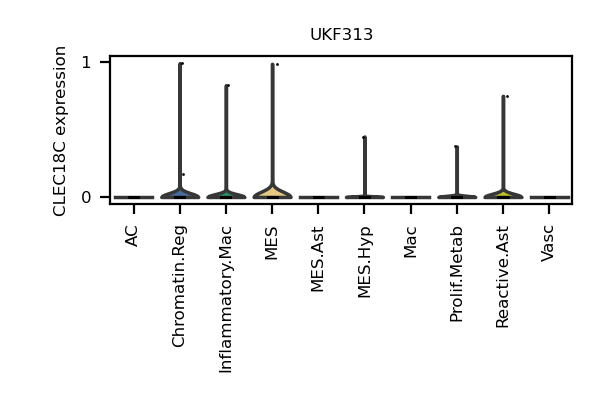 UKF313
CLEC18C expression
1
0
AC
Chromatin.Reg
Inflammatory.Mac
MES
MES.Ast
MES.Hyp
Mac
Prolif.Metab
Reactive.Ast
Vasc